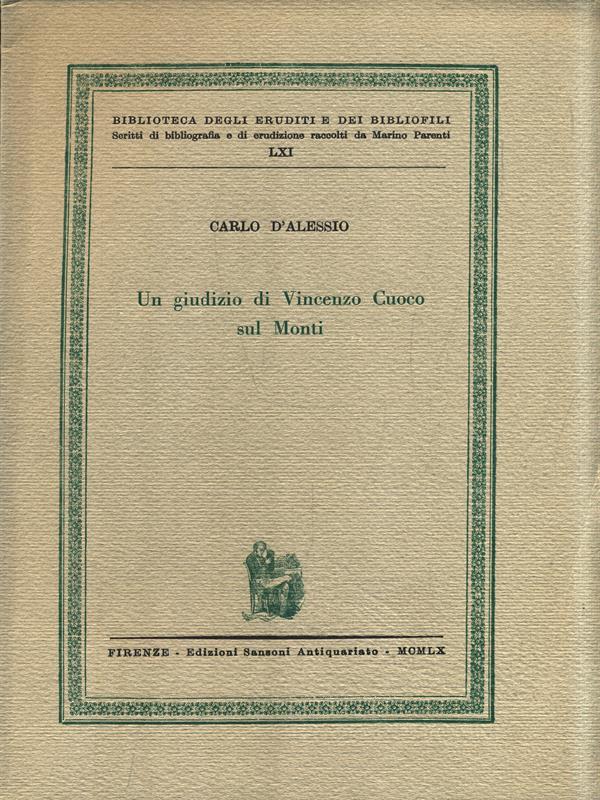 BIBLIOTECA DEGLI ERUDITI E DEI BIBLIOFILI
Scritti di bibliografia e di erudizione raccolti da Marino Parenti
LXI
CARLO D'ALESSIO
Un giudizio di Vincenzo Cuoco
sul Monti
FIRENZE - Edizioni Sansoni Antiquariato - MCMLX